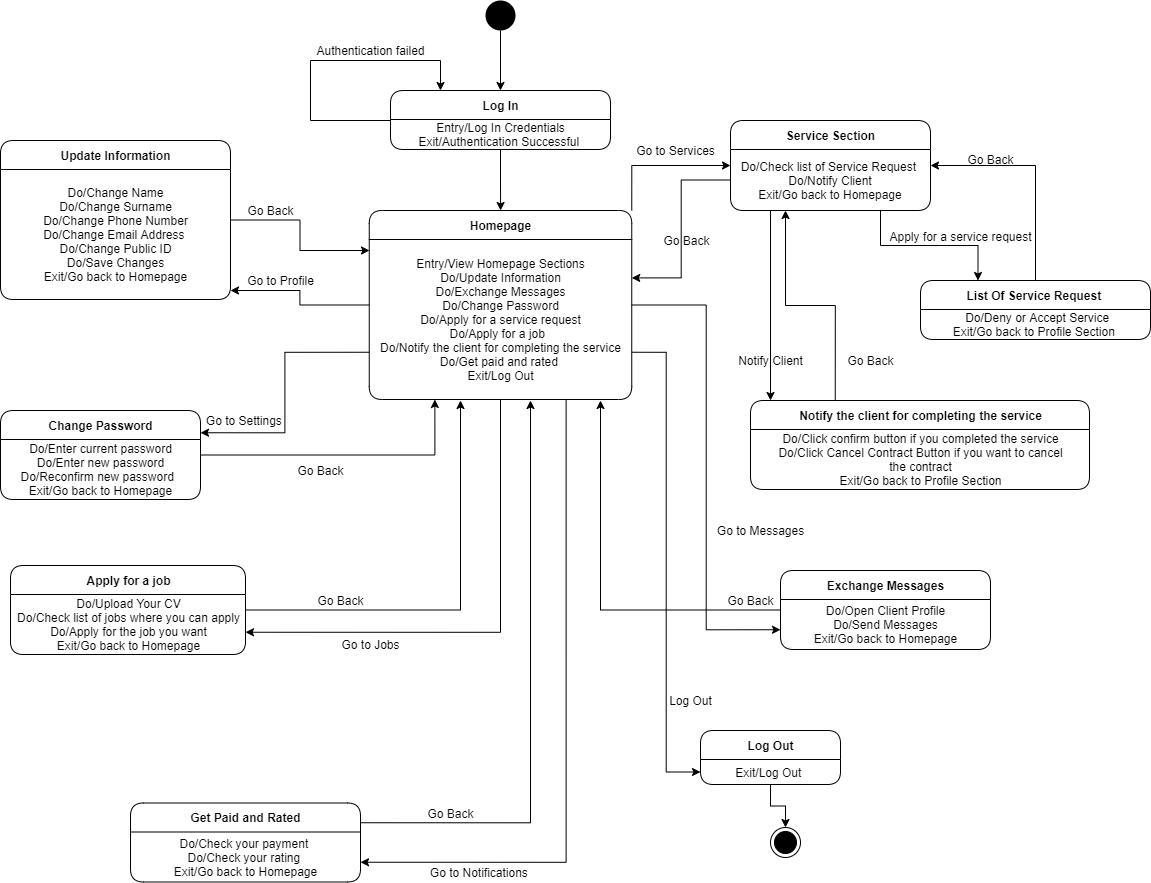 Authentication failed
Log In
Entry/Log In Credentials
Exit/Authentication Successful
Update Information
Do/Change Name
Do/Change Surname
Do/Change Phone Number
Do/Change Email Address
Do/Change Public ID
Do/Save Changes
Exit/Go back to Homepage
Go Back
Go to Profile
Homepage
Entry/View Homepage Sections
Do/Update Information
Do/Exchange Messages
Do/Change Password
Do/Apply for a service request
Do/Apply for a job
Do/Notify the client for completing the service
Do/Get paid and rated
Exit/Log Out
Go to Services
Go Back
Service Section
Do/Check list of Service Request
Do/Notify Client
Exit/Go back to Homepage
Go Back
Apply for a service request
List Of Service Request
Do/Deny or Accept Service
Exit/Go back to Profile Section
Notify Client
Go Back
Notify the client for completing the service
Do/Click confirm button if you completed the service
Do/Click Cancel Contract Button if you want to cancel
the contract
Exit/Go back to Profile Section
Go to Settings
Change Password
Do/Enter current password
Do/Enter new password
Do/Reconfirm new password
Exit/Go back to Homepage
Go Back
Go to Messages
Apply for a job
Do/Upload Your CV
Do/Check list of jobs where you can apply
Do/Apply for the job you want
Exit/Go back to Homepage
Go Back
Go to Jobs
Go Back
Exchange Messages
Do/Open Client Profile
Do/Send Messages
Exit/Go back to Homepage
Log Out
Log Out
Exit/Log Out
Get Paid and Rated
Do/Check your payment
Do/Check your rating
Exit/Go back to Homepage
Go Back
Go to Notifications